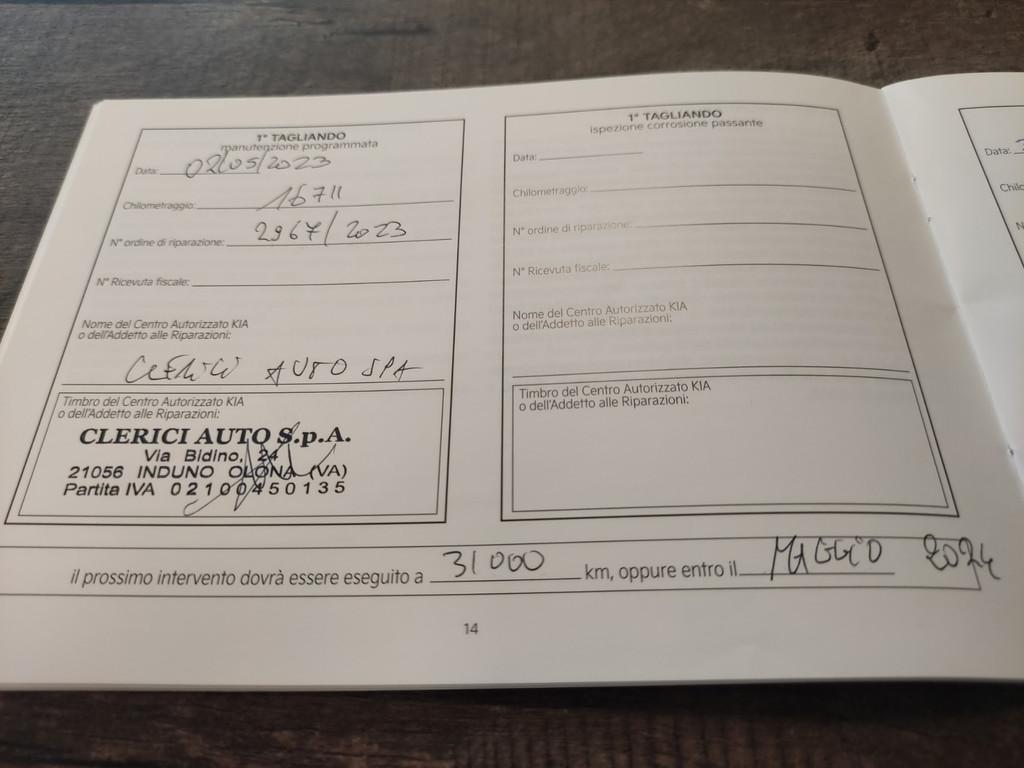 1° TAGLIANDO
manutenzione programmata
Data: 02/05/2023
Chilometraggio: 16711
N° ordine di riparazione: 2967/2023
N° Ricevuta fiscale:
Nome del Centro Autorizzato KIA
o dell'Addetto alle Riparazioni:
CLERICI AUTO SPA
Timbro del Centro Autorizzato KIA
o dell'Addetto alle Riparazioni:
CLERICI AUTO S.p.A.
Via Bidino, 24
21056 INDUNO OLONA (VA)
Partita IVA 02100450135
1° TAGLIANDO
ispezione corrosione passante
Data:
Chilometraggio:
N° ordine di riparazione:
N° Ricevuta fiscale:
Nome del Centro Autorizzato KIA
o dell'Addetto alle Riparazioni:
Timbro del Centro Autorizzato KIA
o dell'Addetto alle Riparazioni:
il prossimo intervento dovrà essere eseguito a 31000 km, oppure entro il MAGGIO 2024
14
Data: